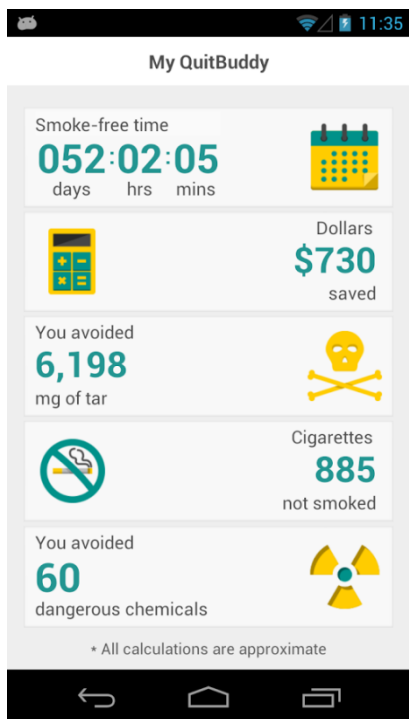 11:35
My QuitBuddy
Smoke-free time
052:02:05
days hrs mins
Dollars
$730
saved
You avoided
6,198
mg of tar
Cigarettes
885
not smoked
You avoided
60
dangerous chemicals
* All calculations are approximate